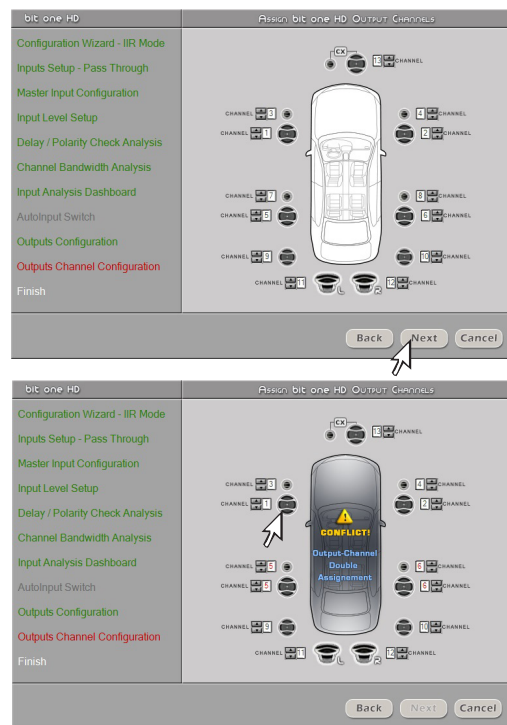 bit one HD
Assign bit one HD Output Channels
Configuration Wizard - IIR Mode
Inputs Setup - Pass Through
Master Input Configuration
Input Level Setup
Delay / Polarity Check Analysis
Channel Bandwidth Analysis
Input Analysis Dashboard
AutoInput Switch
Outputs Configuration
Outputs Channel Configuration
Finish
CX
13 CHANNEL
CHANNEL 3
4 CHANNEL
CHANNEL 1
2 CHANNEL
CHANNEL 7
8 CHANNEL
CHANNEL 5
6 CHANNEL
CHANNEL 9
10 CHANNEL
CHANNEL 11
L
R
12 CHANNEL
Back Next Cancel
bit one HD
Assign bit one HD Output Channels
Configuration Wizard - IIR Mode
Inputs Setup - Pass Through
Master Input Configuration
Input Level Setup
Delay / Polarity Check Analysis
Channel Bandwidth Analysis
Input Analysis Dashboard
AutoInput Switch
Outputs Configuration
Outputs Channel Configuration
Finish
CX
13 CHANNEL
CHANNEL 3
4 CHANNEL
CHANNEL 1
2 CHANNEL
CONFLICT!
Output-Channel
Double
Assignement
CHANNEL 5
6 CHANNEL
CHANNEL 5
6 CHANNEL
CHANNEL 9
10 CHANNEL
CHANNEL 11
L
R
12 CHANNEL
Back Next Cancel